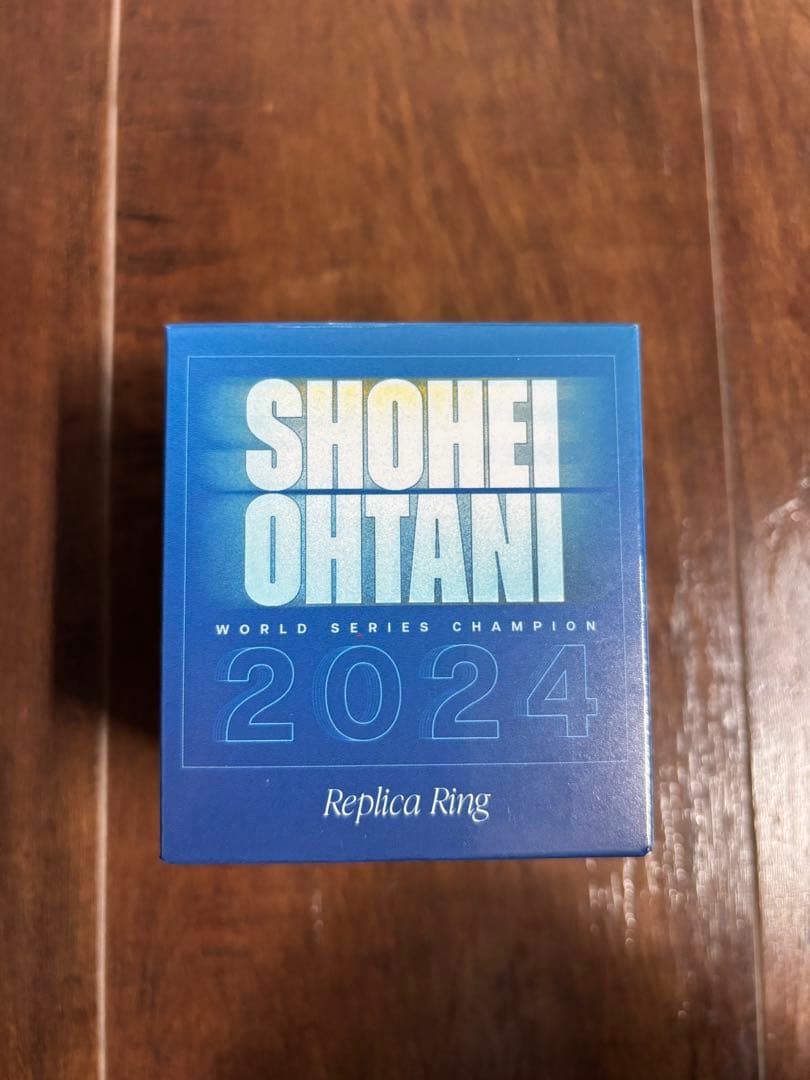 SHOHEI
OHTANI
WORLD SERIES CHAMPION
2024
Replica Ring